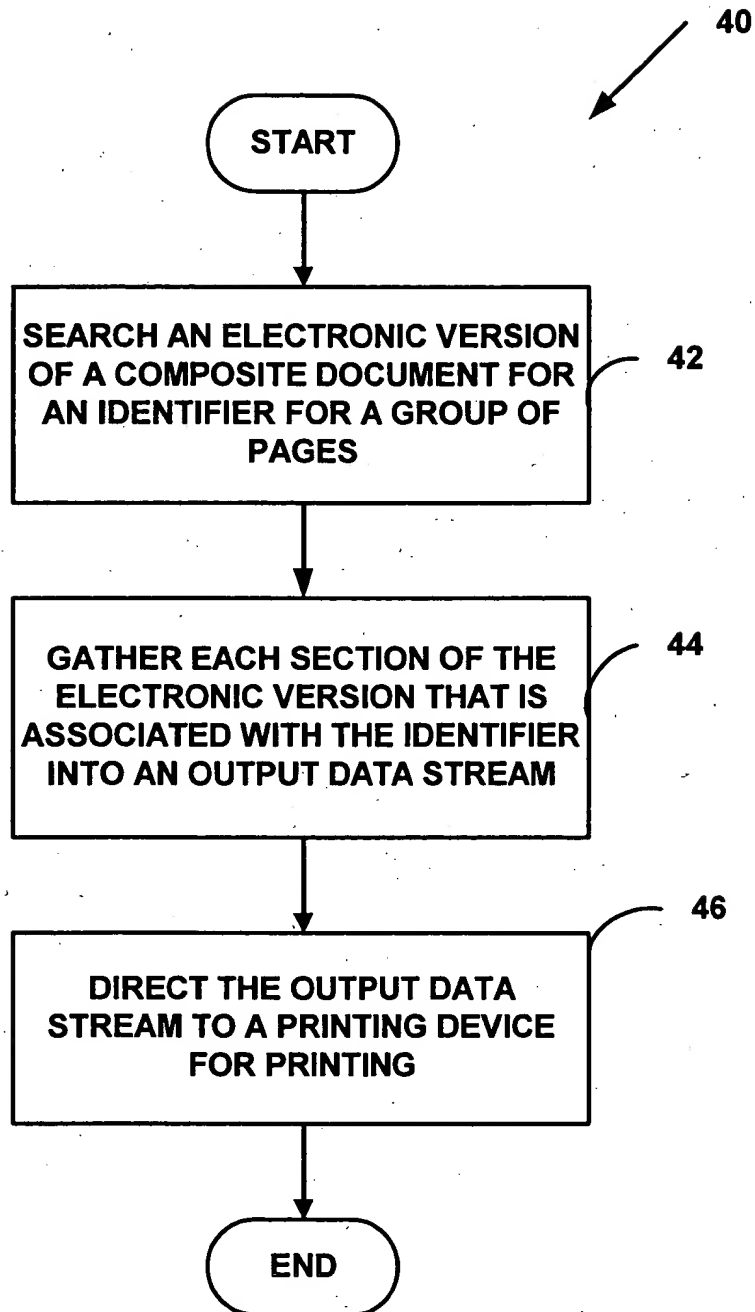 40
START
SEARCH AN ELECTRONIC VERSION
OF A COMPOSITE DOCUMENT FOR
AN IDENTIFIER FOR A GROUP OF
PAGES
42
GATHER EACH SECTION OF THE
ELECTRONIC VERSION THAT IS
ASSOCIATED WITH THE IDENTIFIER
INTO AN OUTPUT DATA STREAM
44
DIRECT THE OUTPUT DATA
STREAM TO A PRINTING DEVICE
FOR PRINTING
46
END